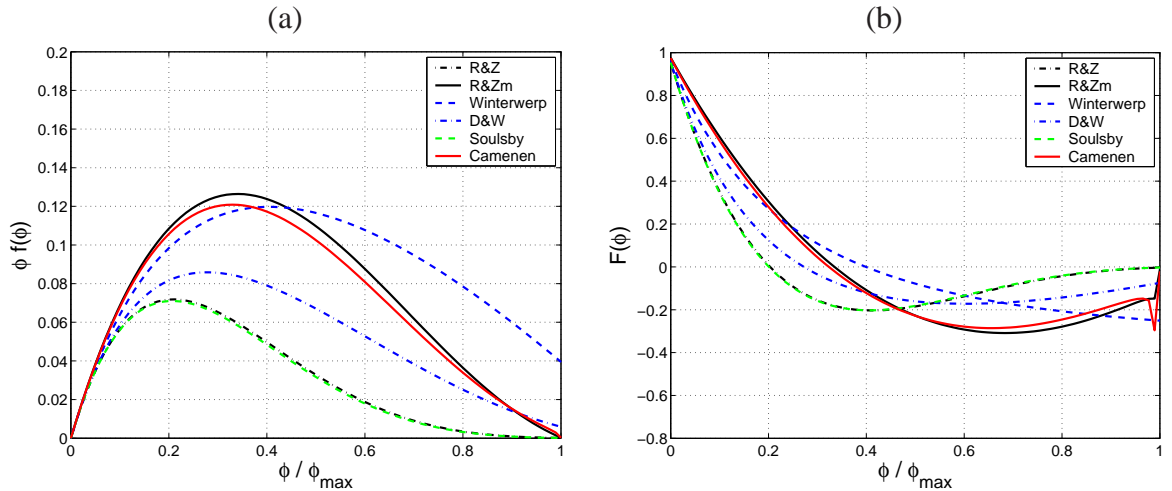 (a)
0.2
0.18
0.16
0.14
0.12
0.1
0.08
0.06
0.04
0.02
0
0 0.2 0.4 0.6 0.8 1
ϕ f(ϕ)
ϕ / ϕmax
R&Z
R&Zm
Winterwerp
D&W
Soulsby
Camenen
(b)
1
0.8
0.6
0.4
0.2
0
−0.2
−0.4
−0.6
−0.8
0 0.2 0.4 0.6 0.8 1
F(ϕ)
ϕ / ϕmax
R&Z
R&Zm
Winterwerp
D&W
Soulsby
Camenen